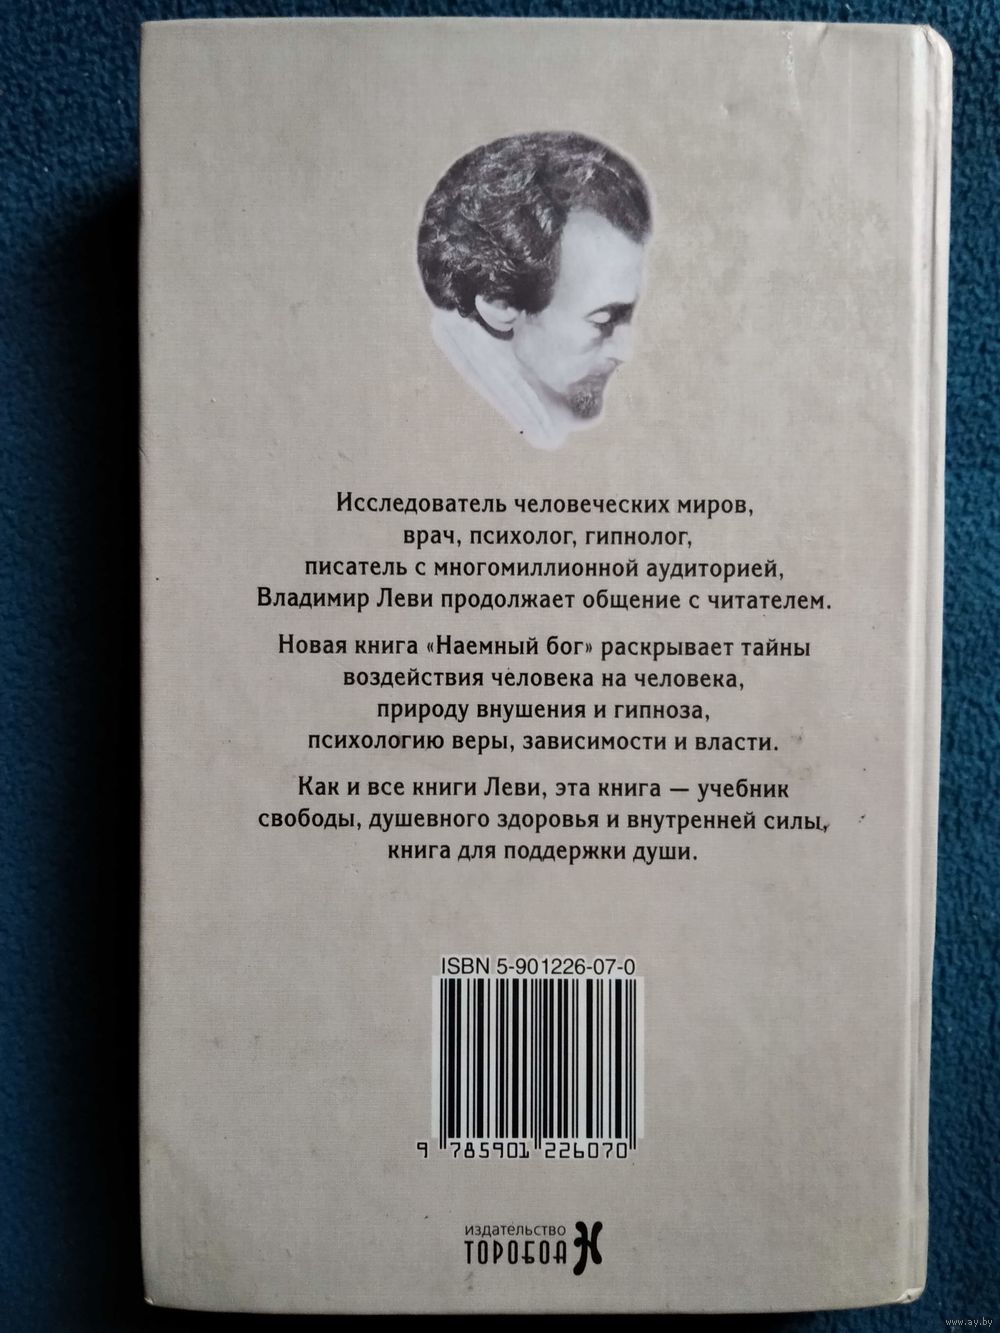 Исследователь человеческих миров,
врач, психолог, гипнолог,
писатель с многомиллионной аудиторией,
Владимир Леви продолжает общение с читателем.
Новая книга «Наемный бог» раскрывает тайны
воздействия человека на человека,
природу внушения и гипноза,
психологию веры, зависимости и власти.
Как и все книги Леви, эта книга — учебник
свободы, душевного здоровья и внутренней силы,
книга для поддержки души.
ISBN 5-901226-07-0
9 785901 226070
издательство
ТОРОБОАН
www.ay.by